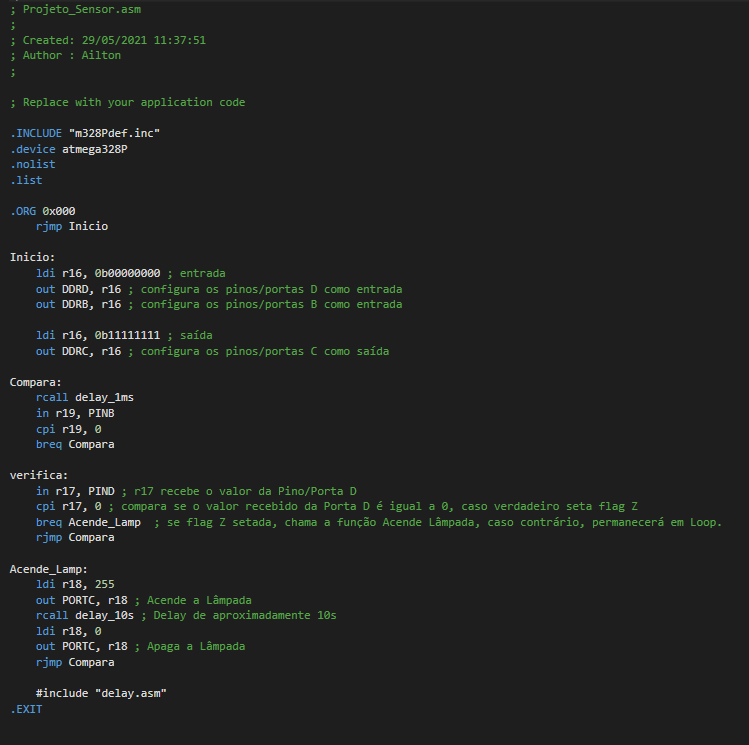 ; Projeto_Sensor.asm
;
; Created: 29/05/2021 11:37:51
; Author : Ailton
;
; Replace with your application code
.INCLUDE "m328Pdef.inc"
.device atmega328P
.nolist
.list
.ORG 0x000
rjmp Inicio
Inicio:
ldi r16, 0b00000000 ; entrada
out DDRD, r16 ; configura os pinos/portas D como entrada
out DDRB, r16 ; configura os pinos/portas B como entrada
ldi r16, 0b11111111 ; saída
out DDRC, r16 ; configura os pinos/portas C como saída
Compara:
rcall delay_1ms
in r19, PINB
cpi r19, 0
breq Compara
verifica:
in r17, PIND ; r17 recebe o valor da Pino/Porta D
cpi r17, 0 ; compara se o valor recebido da Porta D é igual a 0, caso verdadeiro seta flag Z
breq Acende_Lamp ; se flag Z setada, chama a função Acende Lâmpada, caso contrário, permanecerá em Loop.
rjmp Compara
Acende_Lamp:
ldi r18, 255
out PORTC, r18 ; Acende a Lâmpada
rcall delay_10s ; Delay de aproximadamente 10s
ldi r18, 0
out PORTC, r18 ; Apaga a Lâmpada
rjmp Compara
#include "delay.asm"
.EXIT